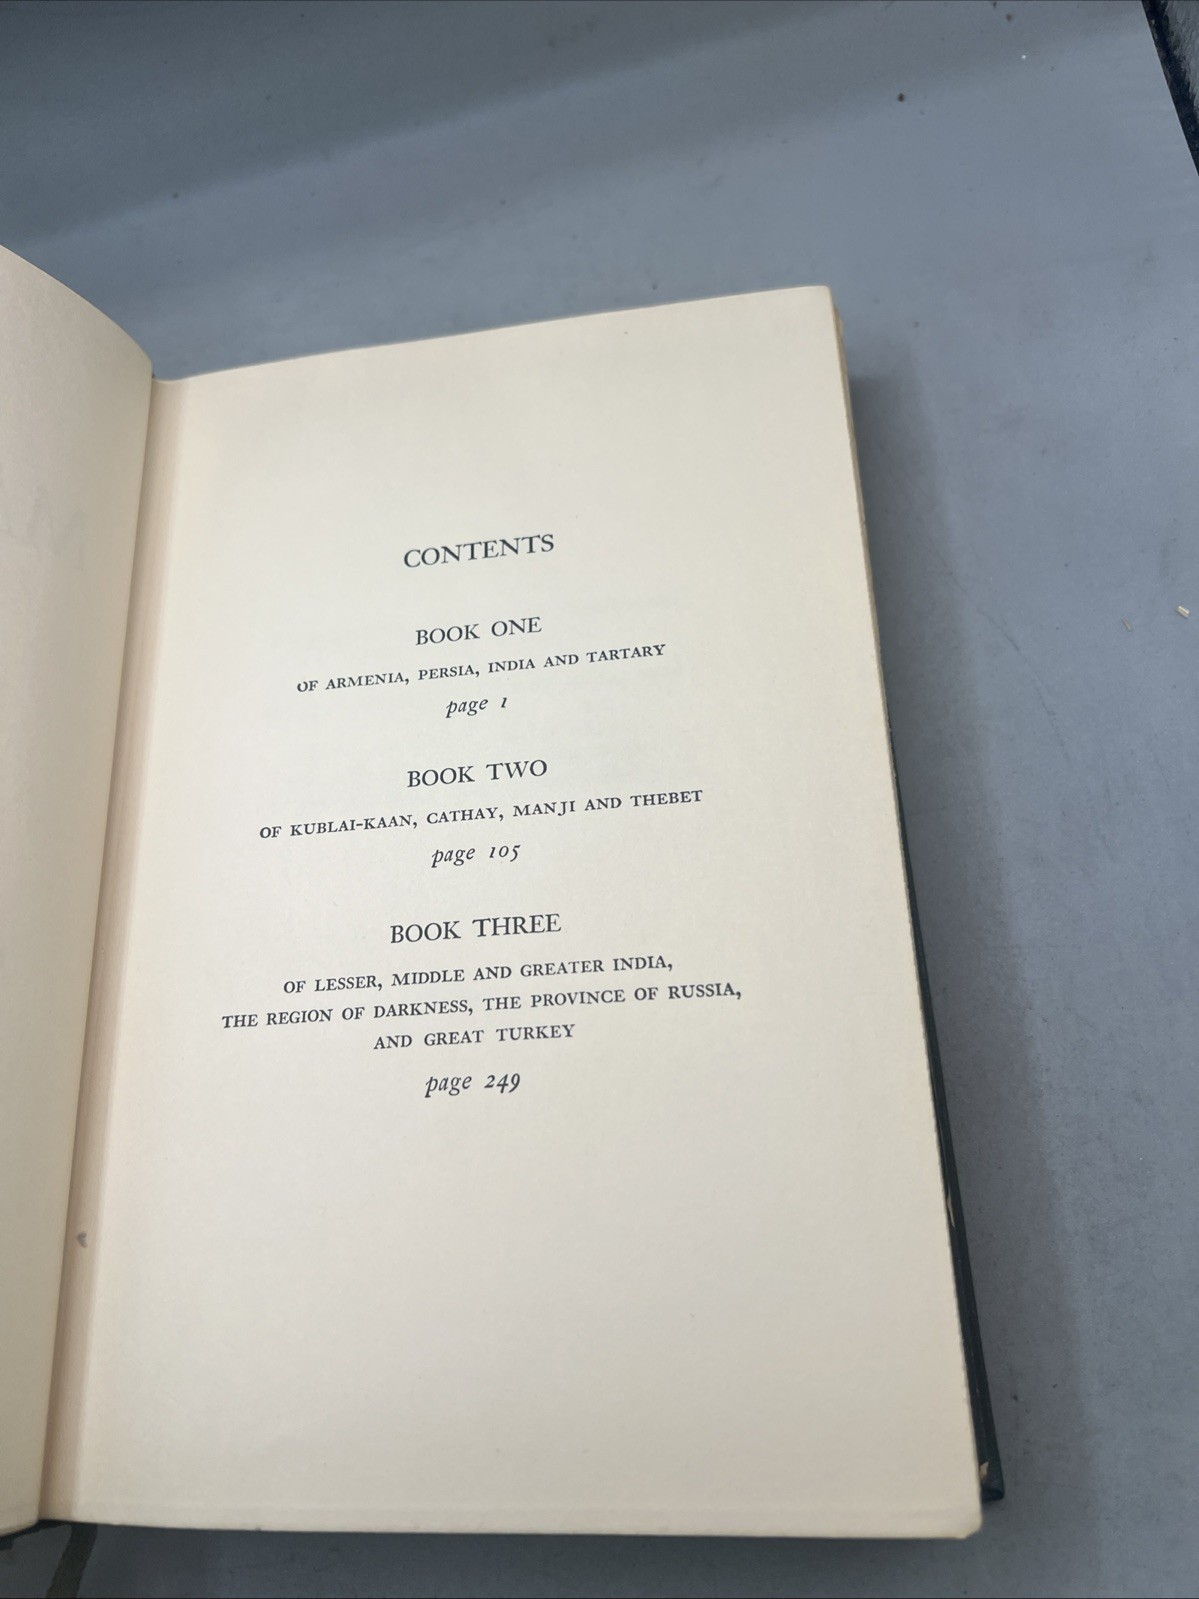 CONTENTS
BOOK ONE
OF ARMENIA, PERSIA, INDIA AND TARTARY
page 1
BOOK TWO
OF KUBLAI-KAAN, CATHAY, MANJI AND THEBET
page 105
BOOK THREE
OF LESSER, MIDDLE AND GREATER INDIA,
THE REGION OF DARKNESS, THE PROVINCE OF RUSSIA,
AND GREAT TURKEY
page 249